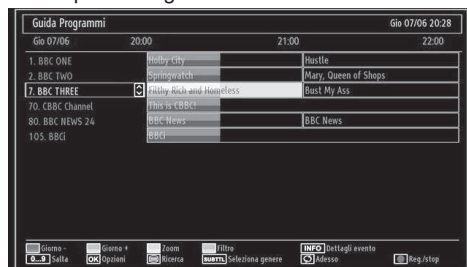 Guida Programmi Gio 07/06 20:28
Gio 07/06 20:00 21:00 22:00
1. BBC ONE Holby City Hustle
2. BBC TWO Springwatch Mary, Queen of Shops
7. BBC THREE Filthy Rich and Homeless Bust My Ass
70. CBBC Channel This is CBBC!
80. BBC NEWS 24 BBC News BBC News
105. BBCi BBCi
Giorno - Giorno + Zoom Filtro INFO Dettagli evento
0...9 Salta OK Opzioni Ricerca SUBTTL Seleziona genere Adesso Reg./stop